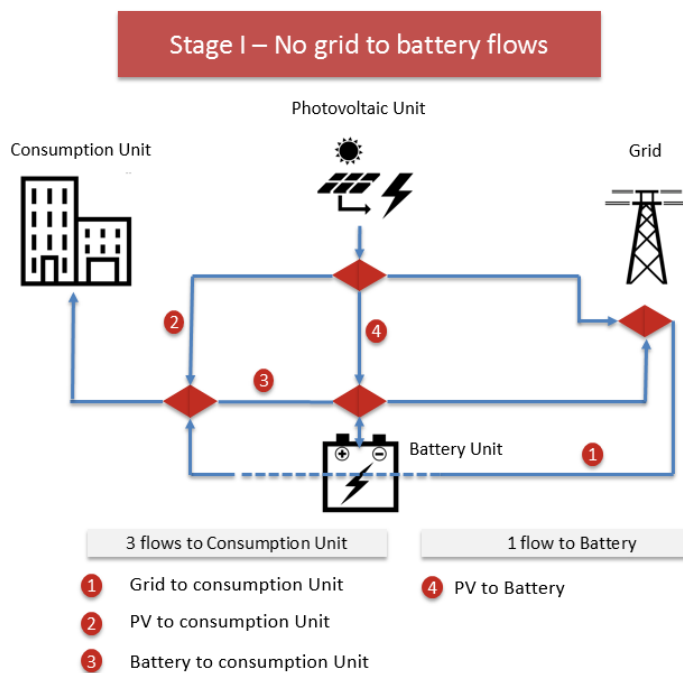 Stage I – No grid to battery flows
Photovoltaic Unit
Consumption Unit
Grid
2
4
3
Battery Unit
1
3 flows to Consumption Unit
1 flow to Battery
1 Grid to consumption Unit
4 PV to Battery
2 PV to consumption Unit
3 Battery to consumption Unit